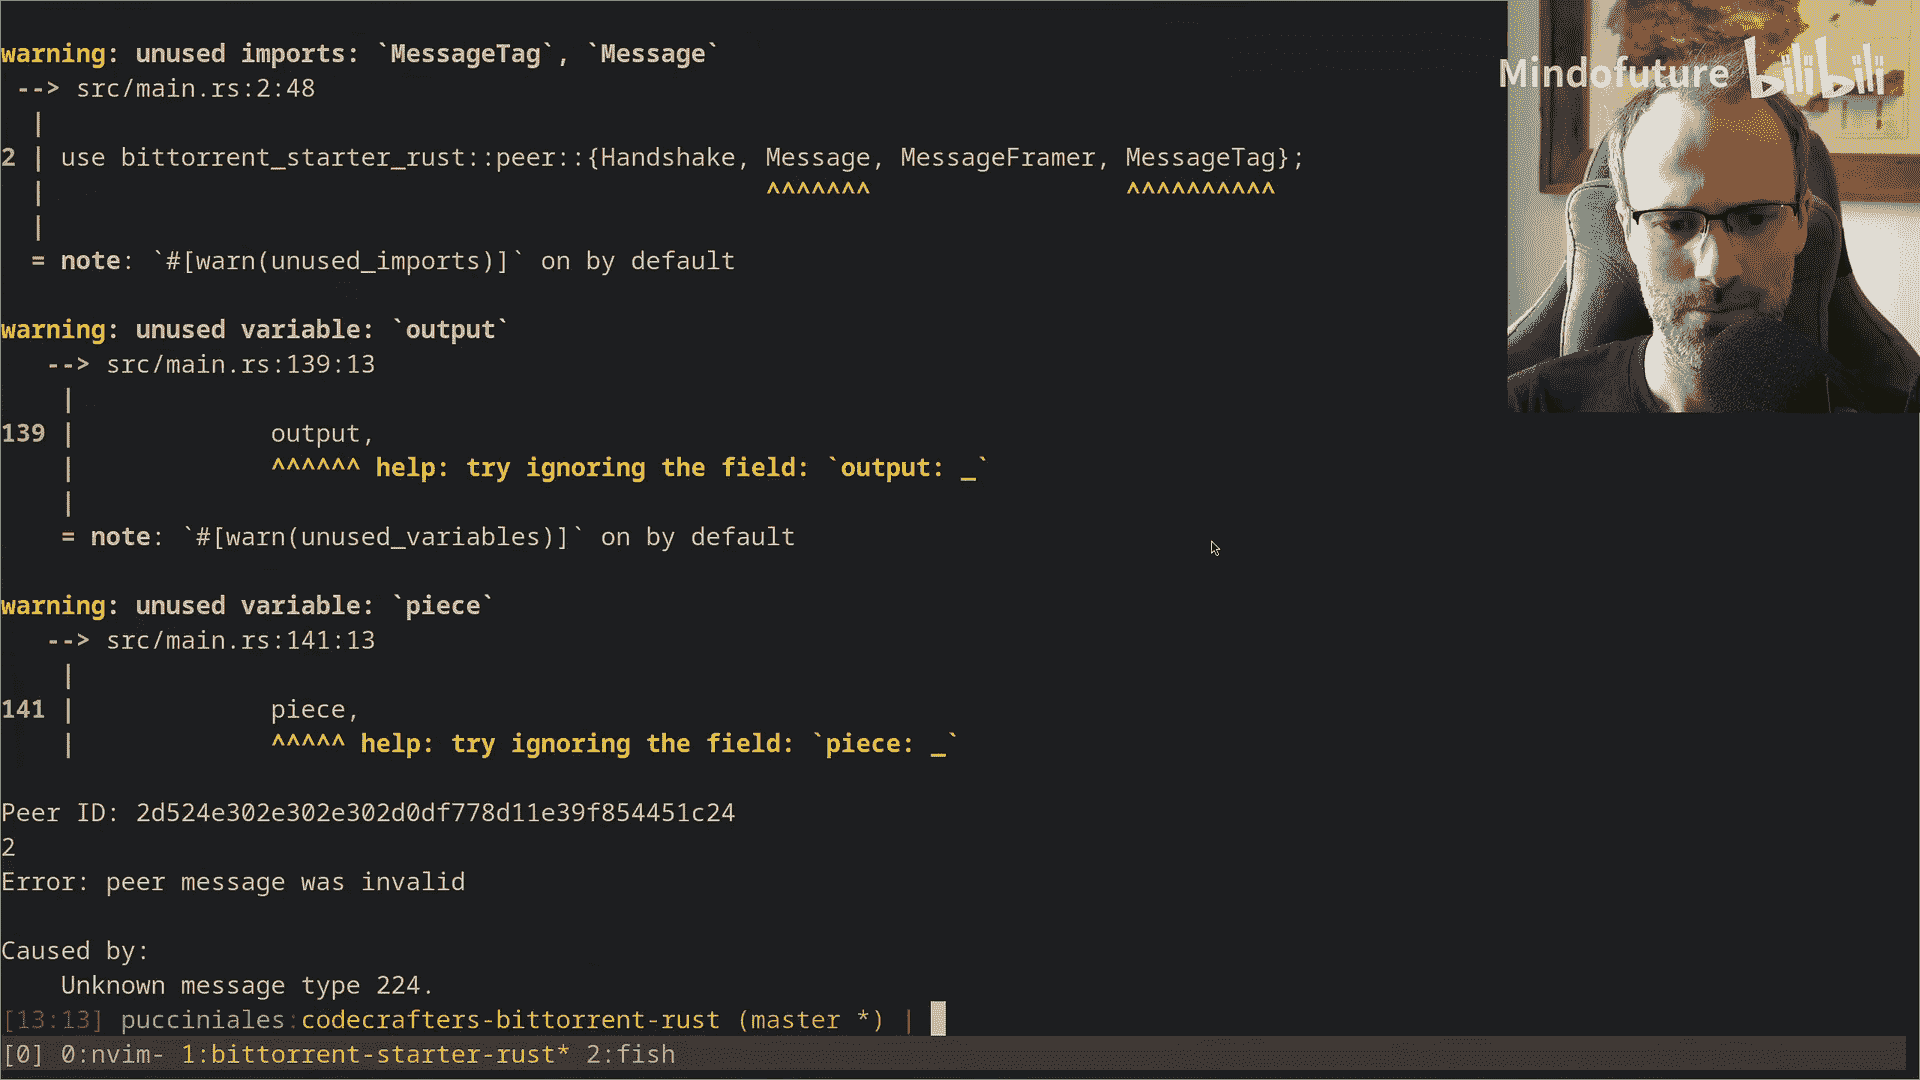 warning: unused imports: `MessageTag`, `Message`
 --> src/main.rs:2:48
  |
2 | use bittorrent_starter_rust::peer::{Handshake, Message, MessageFramer, MessageTag};
  |                                                ^^^^^^^                 ^^^^^^^^^^
  |
  = note: `#[warn(unused_imports)]` on by default
warning: unused variable: `output`
   --> src/main.rs:139:13
    |
139 |             output,
    |             ^^^^^^ help: try ignoring the field: `output: _`
    |
    = note: `#[warn(unused_variables)]` on by default
warning: unused variable: `piece`
   --> src/main.rs:141:13
    |
141 |             piece,
    |             ^^^^^ help: try ignoring the field: `piece: _`
Peer ID: 2d524e302e302e302d0df778d11e39f854451c24
2
Error: peer message was invalid
Caused by:
    Unknown message type 224.
[13:13] pucciniales:codecrafters-bittorrent-rust (master *) |
[0] 0:nvim- 1:bittorrent-starter-rust* 2:fish
Mindofuture bilibili